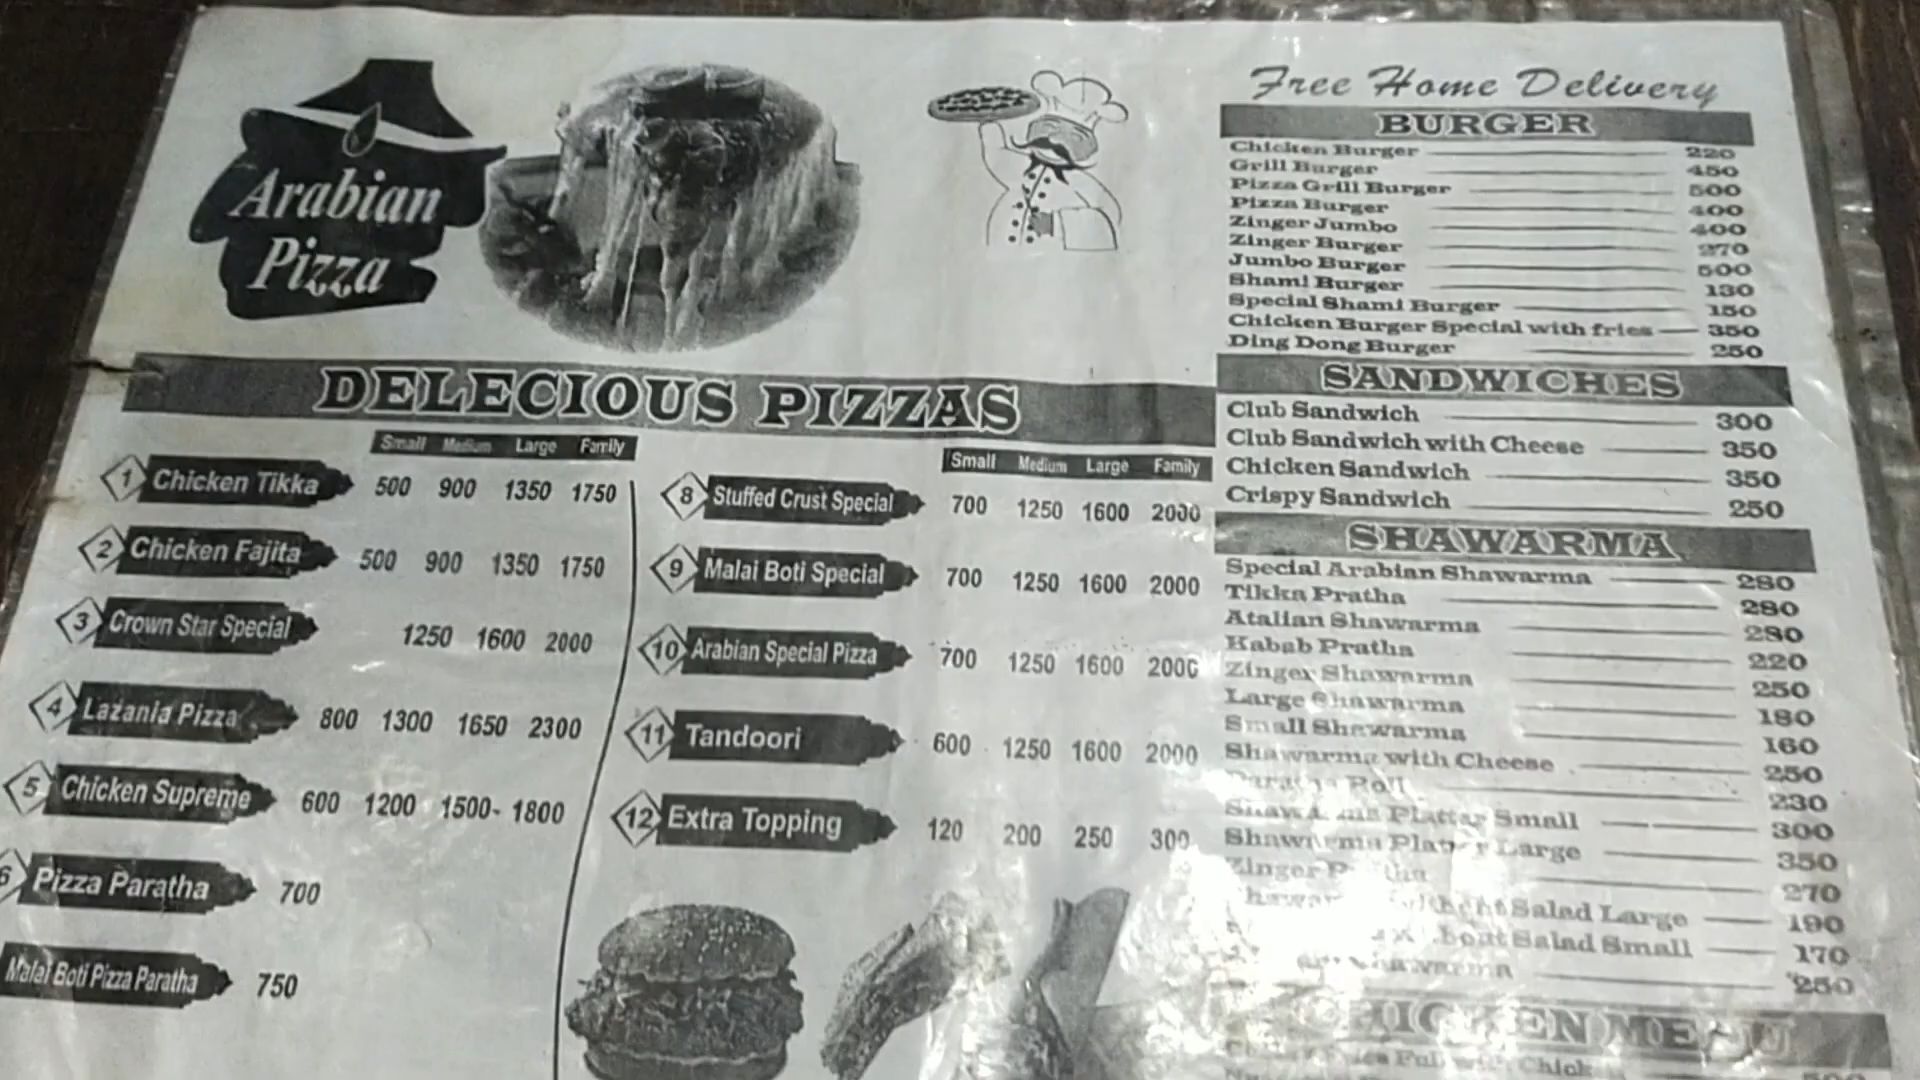 Arabian
Pizza
Free Home Delivery
BURGER
Chicken Burger 220
Grill Burger 450
Pizza Grill Burger 500
Pizza Burger 400
Zinger Jumbo 400
Zinger Burger 270
Jumbo Burger 500
Shami Burger 130
Special Shami Burger 150
Chicken Burger Special with fries 350
Ding Dong Burger 250
SANDWICHES
Club Sandwich 300
Club Sandwich with Cheese 350
Chicken Sandwich 350
Crispy Sandwich 250
SHAWARMA
Special Arabian Shawarma 280
Tikka Pratha 280
Atalian Shawarma 280
Kabab Pratha 220
Zinger Shawarma 250
Large Shawarma 180
Small Shawarma 160
Shawarma with Cheese 250
Paratha Roll 230
Shawarma Platter Small 300
Shawarma Platter Large 350
Zinger Pratha 270
Salad Large 190
Salad Small 170
Shawarma 250
CHICKEN MENU
DELECIOUS PIZZAS
Small Medium Large Family
1 Chicken Tikka 500 900 1350 1750
2 Chicken Fajita 500 900 1350 1750
3 Crown Star Special 1250 1600 2000
4 Lazania Pizza 800 1300 1650 2300
5 Chicken Supreme 600 1200 1500- 1800
6 Pizza Paratha 700
Malai Boti Pizza Paratha 750
Small Medium Large Family
8 Stuffed Crust Special 700 1250 1600 2000
9 Malai Boti Special 700 1250 1600 2000
10 Arabian Special Pizza 700 1250 1600 2000
11 Tandoori 600 1250 1600 2000
12 Extra Topping 120 200 250 300